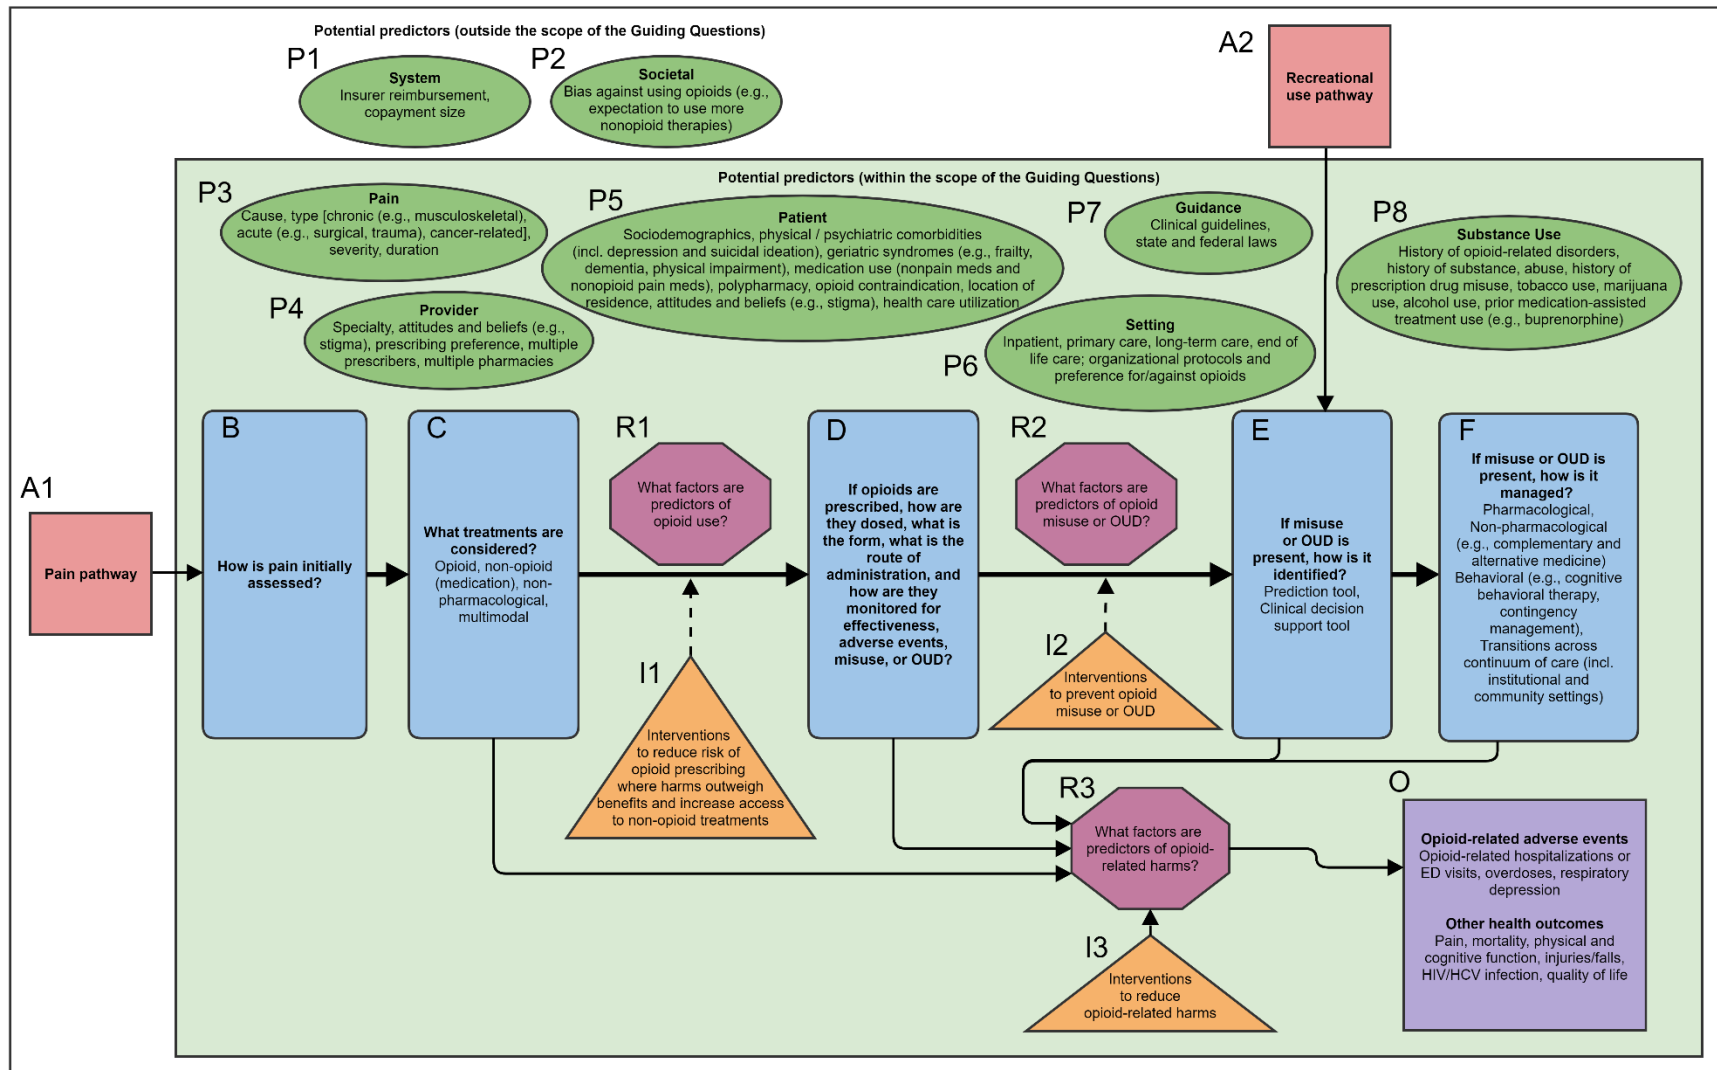 Potential predictors (outside the scope of the Guiding Questions)
P1
System
Insurer reimbursement,
copayment size
P2
Societal
Bias against using opioids (e.g.,
expectation to use more
nonopioid therapies)
A2
Recreational
use pathway
Potential predictors (within the scope of the Guiding Questions)
P3
Pain
Cause, type [chronic (e.g., musculoskeletal),
acute (e.g., surgical, trauma), cancer-related],
severity, duration
P4
Provider
Specialty, attitudes and beliefs (e.g.,
stigma), prescribing preference, multiple
prescribers, multiple pharmacies
P5
Patient
Sociodemographics, physical / psychiatric comorbidities
(incl. depression and suicidal ideation), geriatric syndromes (e.g., frailty,
dementia, physical impairment), medication use (nonpain meds and
nonopioid pain meds), polypharmacy, opioid contraindication, location of
residence, attitudes and beliefs (e.g., stigma), health care utilization
P7
Guidance
Clinical guidelines,
state and federal laws
P6
Setting
Inpatient, primary care, long-term care, end of
life care; organizational protocols and
preference for/against opioids
P8
Substance Use
History of opioid-related disorders,
history of substance, abuse, history of
prescription drug misuse, tobacco use, marijuana
use, alcohol use, prior medication-assisted
treatment use (e.g., buprenorphine)
A1
Pain pathway
B
How is pain initially
assessed?
C
What treatments are
considered?
Opioid, non-opioid
(medication), non-
pharmacological,
multimodal
R1
What factors are
predictors of
opioid use?
I1
Interventions
to reduce risk of
opioid prescribing
where harms outweigh
benefits and increase access
to non-opioid treatments
D
If opioids are
prescribed, how are
they dosed, what is
the form, what is the
route of
administration, and
how are they
monitored for
effectiveness,
adverse events,
misuse, or OUD?
R2
What factors are
predictors of opioid
misuse or OUD?
I2
Interventions
to prevent opioid
misuse or OUD
E
If misuse
or OUD is
present, how is it
identified?
Prediction tool,
Clinical decision
support tool
F
If misuse or OUD is
present, how is it
managed?
Pharmacological,
Non-pharmacological
(e.g., complementary and
alternative medicine)
Behavioral (e.g., cognitive
behavioral therapy,
contingency
management),
Transitions across
continuum of care (incl.
institutional and
community settings)
R3
What factors are
predictors of opioid-
related harms?
I3
Interventions
to reduce
opioid-related harms
O
Opioid-related adverse events
Opioid-related hospitalizations or
ED visits, overdoses, respiratory
depression
Other health outcomes
Pain, mortality, physical and
cognitive function, injuries/falls,
HIV/HCV infection, quality of life